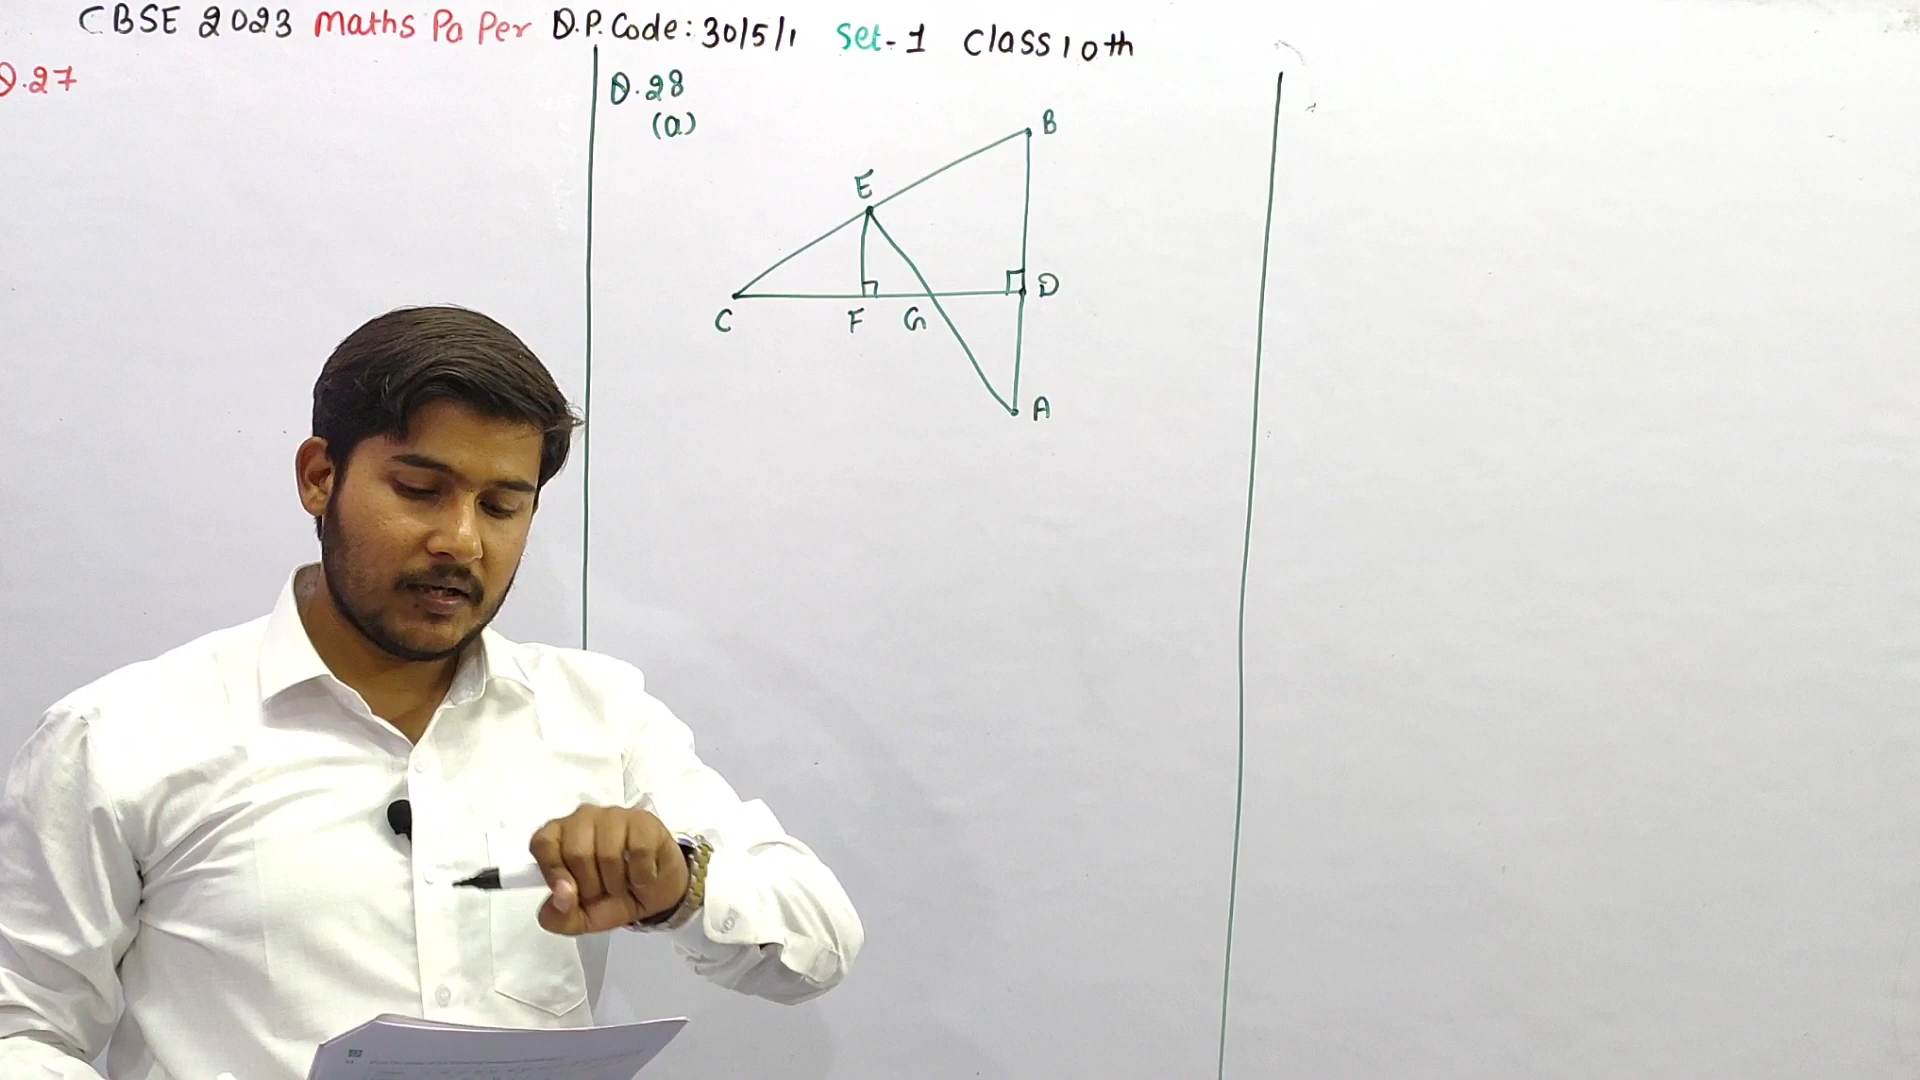 CBSE 2023 Maths Paper Q.P. Code: 30/5/1 Set-1 Class 10th
Q.27
Q.28
(a)
B
E
D
C F G
A